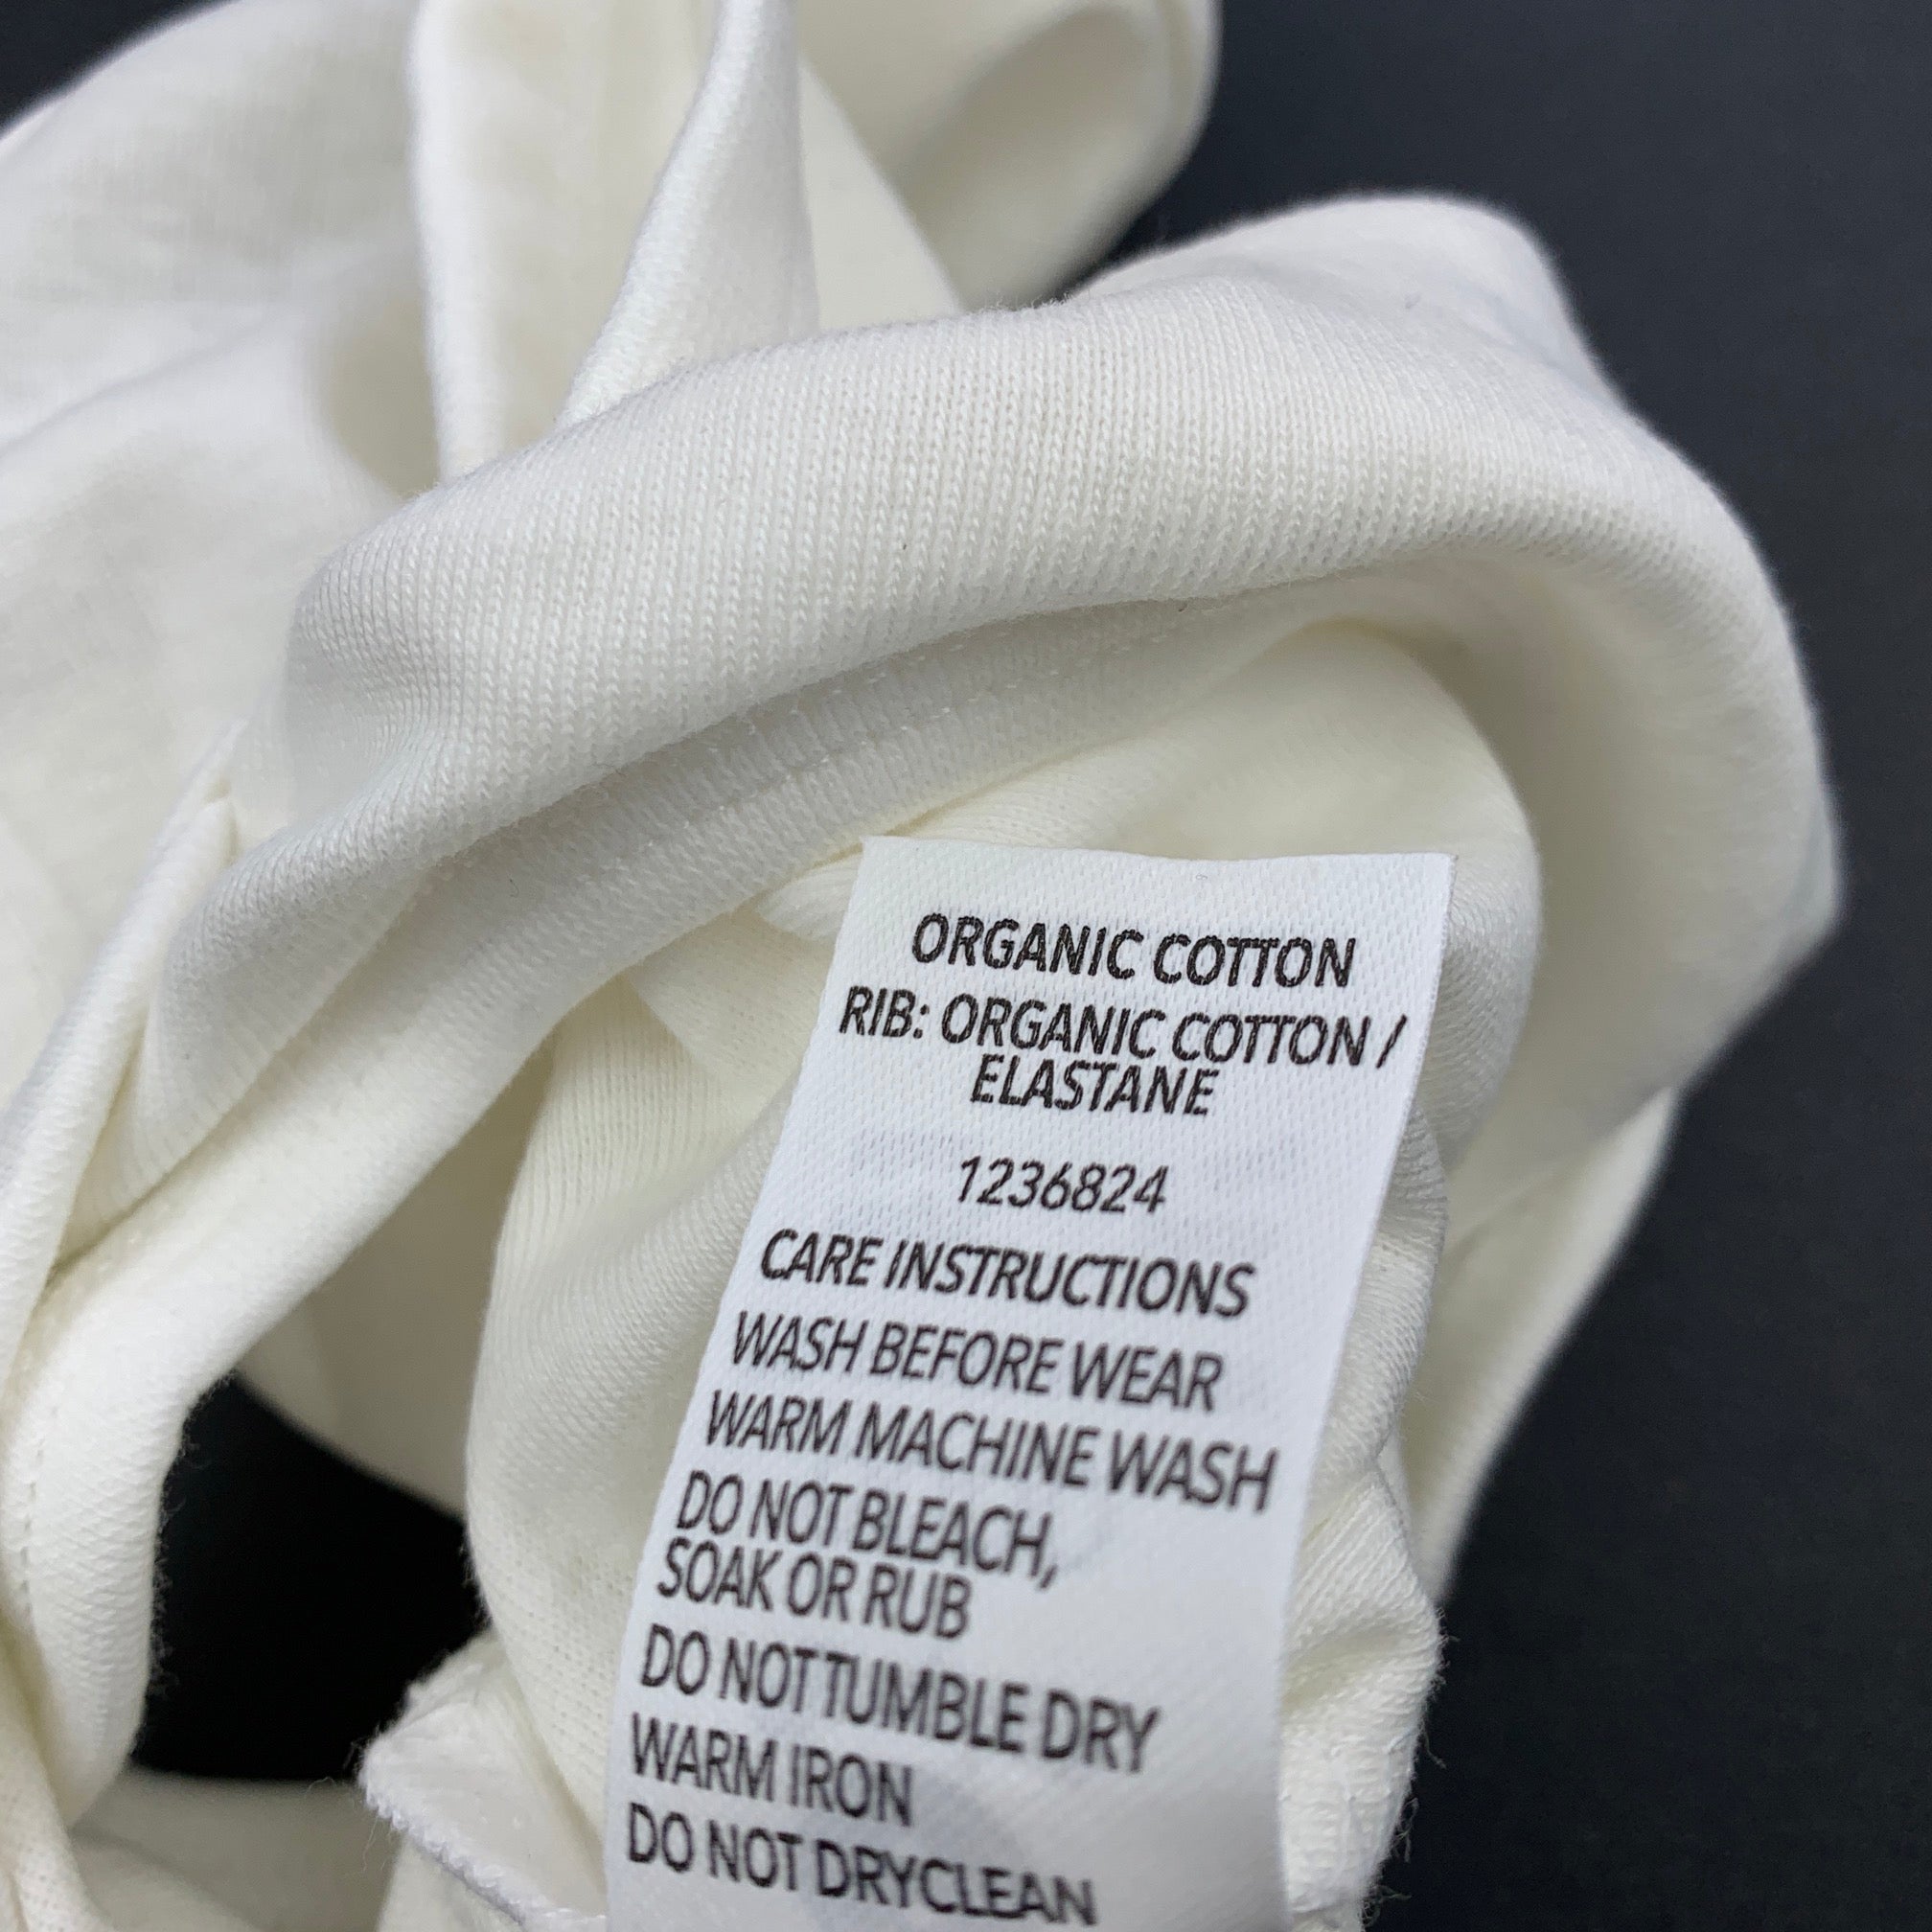 ORGANIC COTTON
RIB: ORGANIC COTTON /
ELASTANE
1236824
CARE INSTRUCTIONS
WASH BEFORE WEAR
WARM MACHINE WASH
DO NOT BLEACH,
SOAK OR RUB
DO NOT TUMBLE DRY
WARM IRON
DO NOT DRYCLEAN